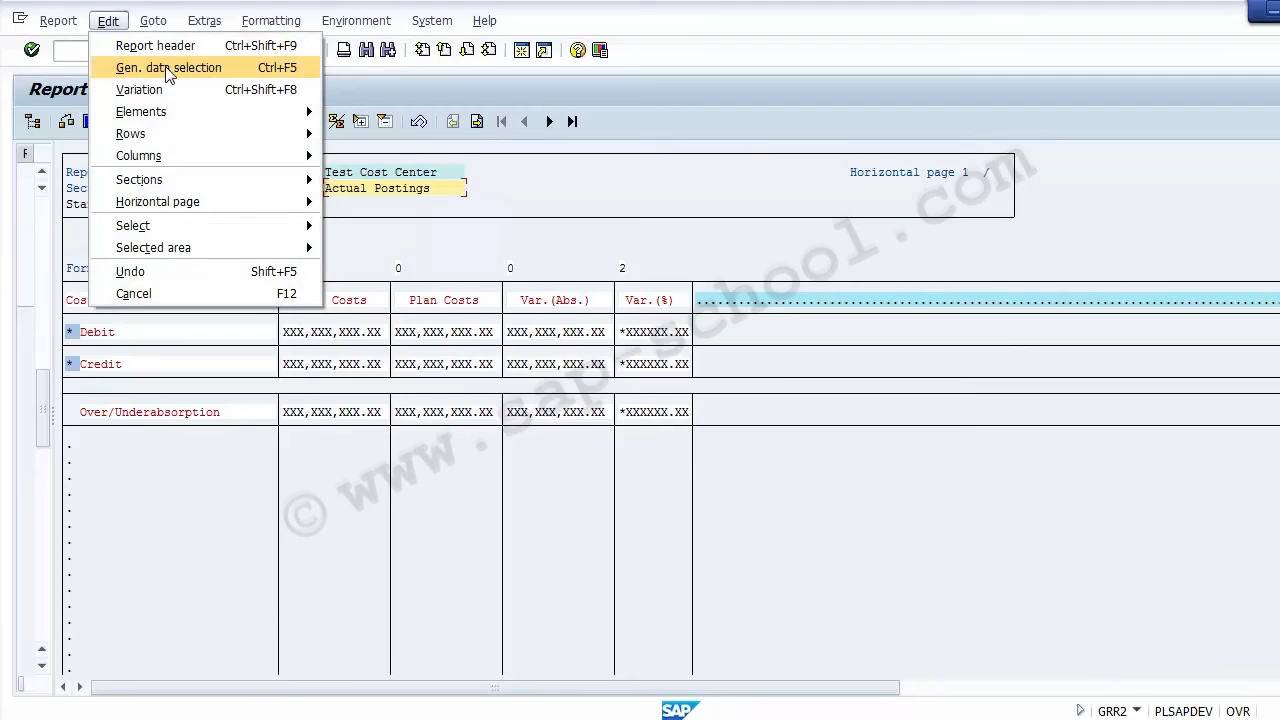 Report Edit Goto Extras Formatting Environment System Help
Report header Ctrl+Shift+F9
Gen. data selection Ctrl+F5
Variation Ctrl+Shift+F8
Elements
Rows
Columns
Sections
Horizontal page
Select
Selected area
Undo Shift+F5
Cancel F12
Report
F
Repo Test Cost Center Horizontal page 1 /
Sec Actual Postings
Sta
For 0 0 2
Cos Costs Plan Costs Var.(Abs.) Var.(%)
* Debit XXX,XXX,XXX.XX XXX,XXX,XXX.XX XXX,XXX,XXX.XX *XXXXXX.XX
* Credit XXX,XXX,XXX.XX XXX,XXX,XXX.XX XXX,XXX,XXX.XX *XXXXXX.XX
Over/Underabsorption XXX,XXX,XXX.XX XXX,XXX,XXX.XX XXX,XXX,XXX.XX *XXXXXX.XX
© www.sap-school.com
SAP GRR2 PLSAPDEV OVR